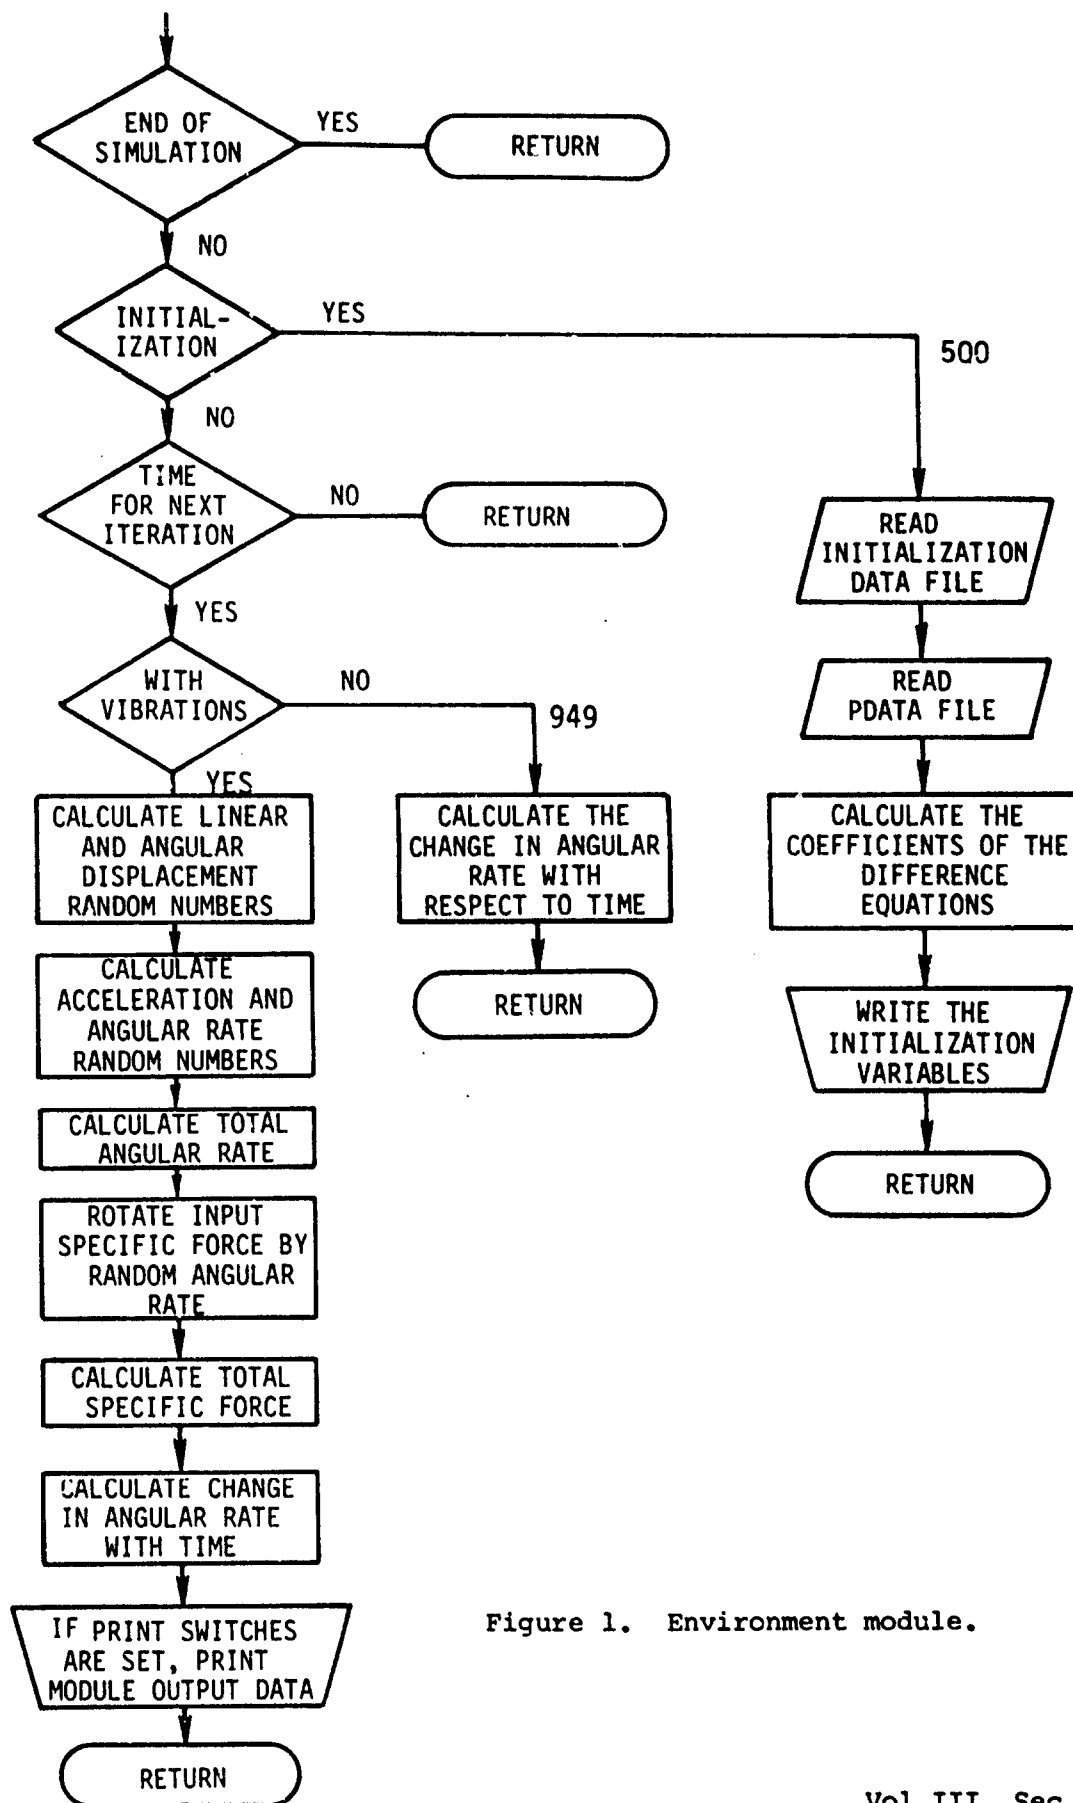 END OF
SIMULATION
YES
RETURN
NO
INITIAL-
IZATION
YES
500
NO
TIME
FOR NEXT
ITERATION
NO
RETURN
YES
READ
INITIALIZATION
DATA FILE
WITH
VIBRATIONS
NO
949
READ
PDATA FILE
YES
CALCULATE LINEAR
AND ANGULAR
DISPLACEMENT
RANDOM NUMBERS
CALCULATE THE
CHANGE IN ANGULAR
RATE WITH
RESPECT TO TIME
CALCULATE THE
COEFFICIENTS OF THE
DIFFERENCE
EQUATIONS
CALCULATE
ACCELERATION AND
ANGULAR RATE
RANDOM NUMBERS
RETURN
WRITE THE
INITIALIZATION
VARIABLES
CALCULATE TOTAL
ANGULAR RATE
RETURN
ROTATE INPUT
SPECIFIC FORCE BY
RANDOM ANGULAR
RATE
CALCULATE TOTAL
SPECIFIC FORCE
CALCULATE CHANGE
IN ANGULAR RATE
WITH TIME
IF PRINT SWITCHES
ARE SET, PRINT
MODULE OUTPUT DATA
Figure 1. Environment module.
RETURN
Vol III, Sec